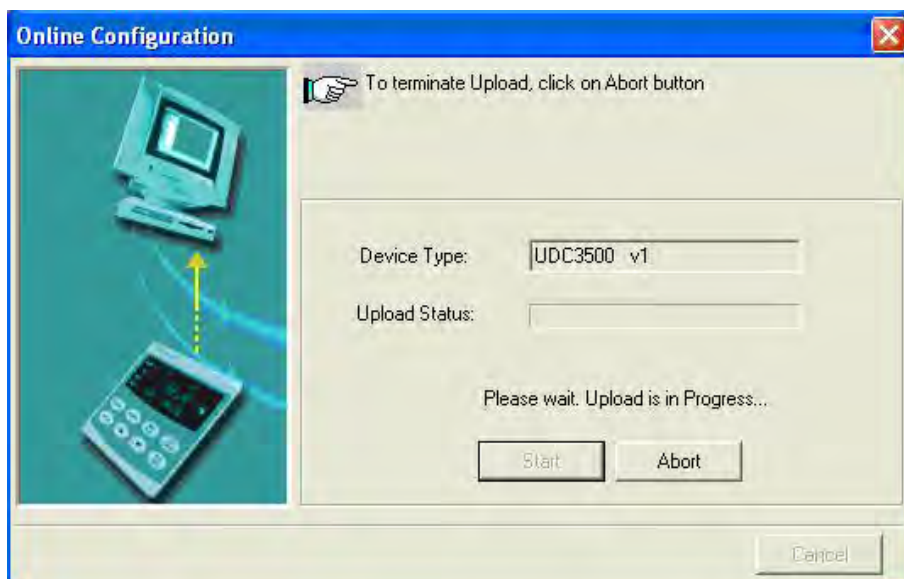 Online Configuration
To terminate Upload, click on Abort button
Device Type: UDC3500 v1
Upload Status:
Please wait. Upload is in Progress...
Start Abort
Cancel